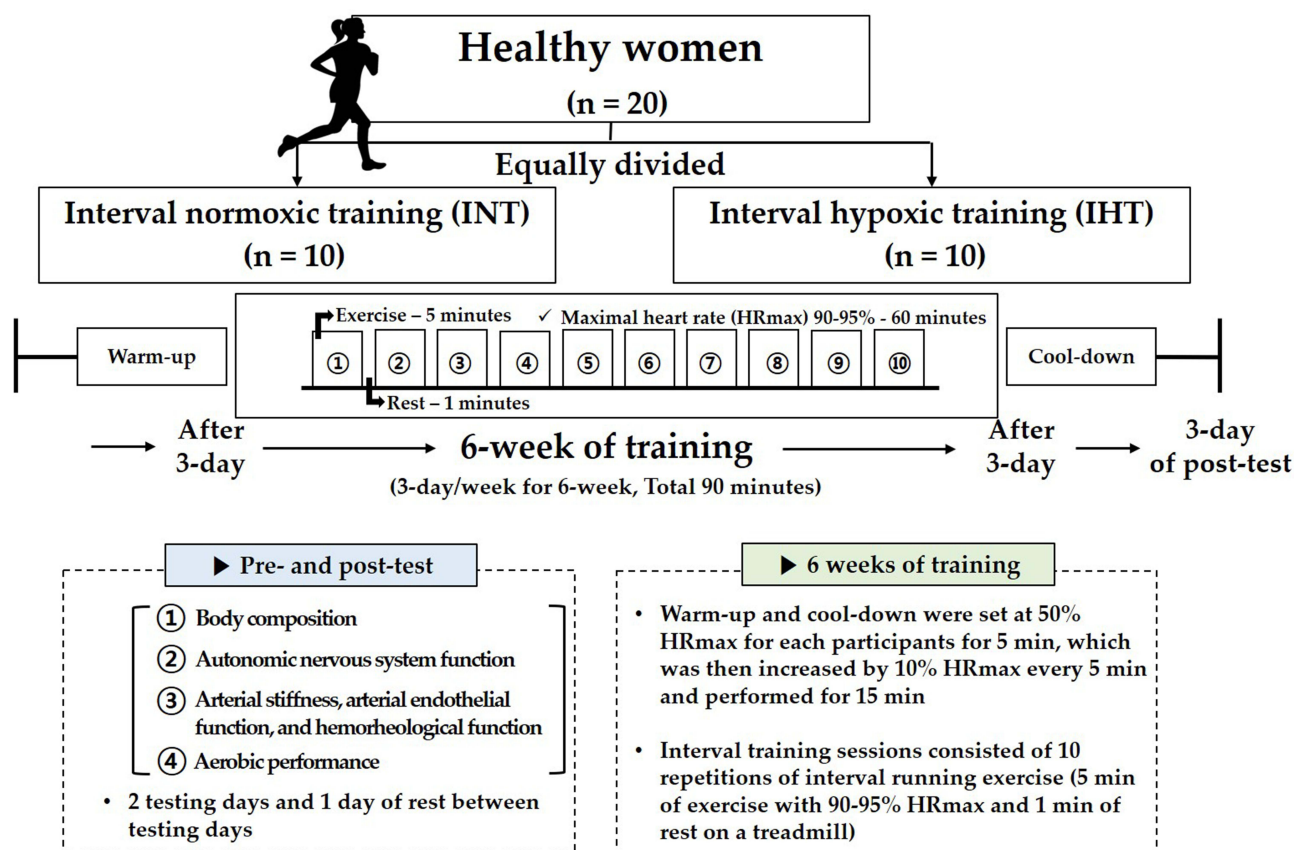 Healthy women
(n = 20)
Equally divided
Interval normoxic training (INT)
(n = 10)
Interval hypoxic training (IHT)
(n = 10)
Exercise – 5 minutes
✓ Maximal heart rate (HRmax) 90-95% - 60 minutes
Warm-up
① ② ③ ④ ⑤ ⑥ ⑦ ⑧ ⑨ ⑩
Cool-down
Rest – 1 minutes
After
3-day
6-week of training
(3-day/week for 6-week, Total 90 minutes)
After
3-day
3-day
of post-test
▶ Pre- and post-test
① Body composition
② Autonomic nervous system function
③ Arterial stiffness, arterial endothelial
function, and hemorheological function
④ Aerobic performance
• 2 testing days and 1 day of rest between
testing days
▶ 6 weeks of training
• Warm-up and cool-down were set at 50%
HRmax for each participants for 5 min, which
was then increased by 10% HRmax every 5 min
and performed for 15 min
• Interval training sessions consisted of 10
repetitions of interval running exercise (5 min
of exercise with 90-95% HRmax and 1 min of
rest on a treadmill)